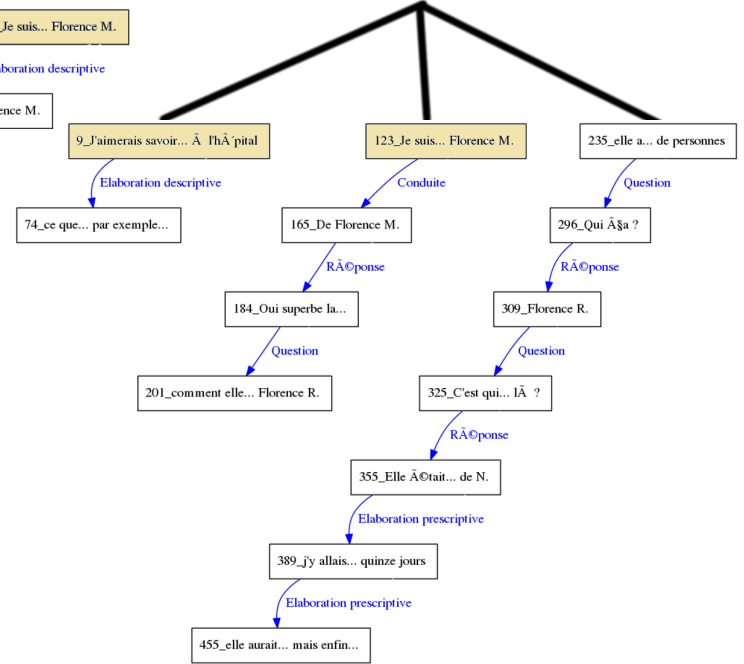 _Je suis... Florence M.
boration descriptive
ence M.
9_J'aimerais savoir... Ã l'hÃ´pital
123_Je suis... Florence M.
235_elle a... de personnes
Elaboration descriptive
Conduite
Question
74_ce que... par exemple...
165_De Florence M.
296_Qui Ã§a ?
RÃ©ponse
RÃ©ponse
184_Oui superbe la...
309_Florence R.
Question
Question
201_comment elle... Florence R.
325_C'est qui... lÃ ?
RÃ©ponse
355_Elle Ã©tait... de N.
Elaboration prescriptive
389_j'y allais... quinze jours
Elaboration prescriptive
455_elle aurait... mais enfin...